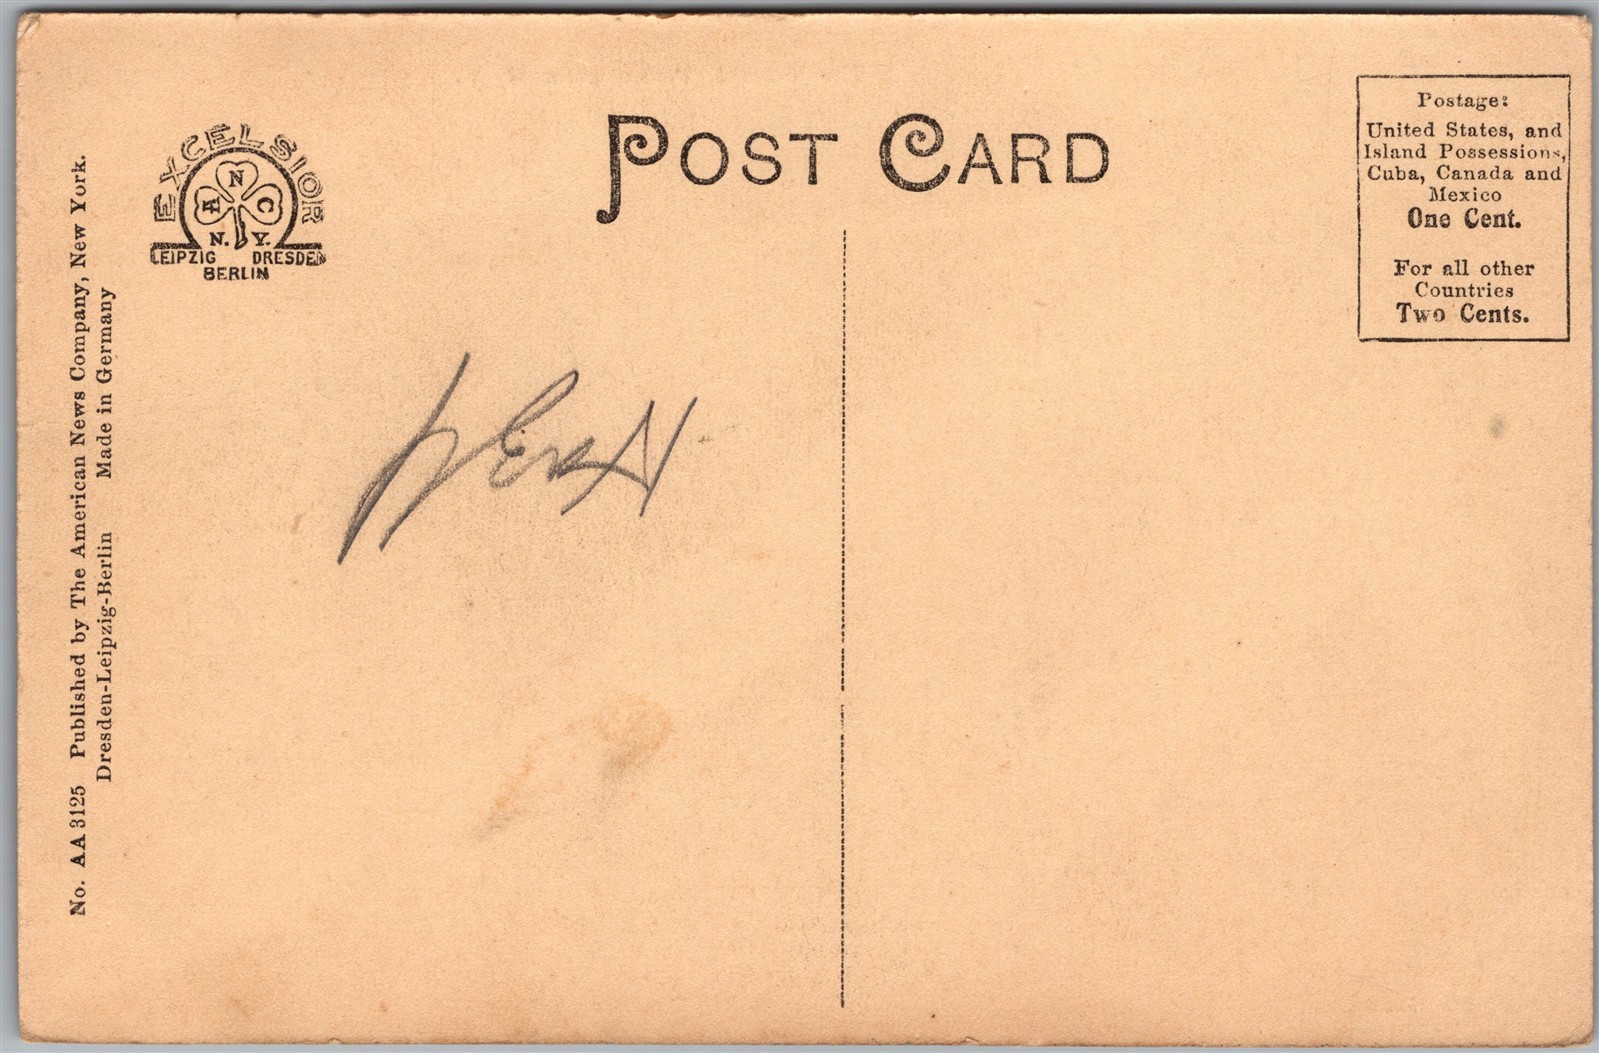 No. AA 3125 Published by The American News Company, New York.
Dresden-Leipzig-Berlin Made in Germany
EXCELSIOR
A N C
N. Y.
LEIPZIG DRESDEN
BERLIN
POST CARD
Postage:
United States, and
Island Possessions,
Cuba, Canada and
Mexico
One Cent.
For all other
Countries
Two Cents.